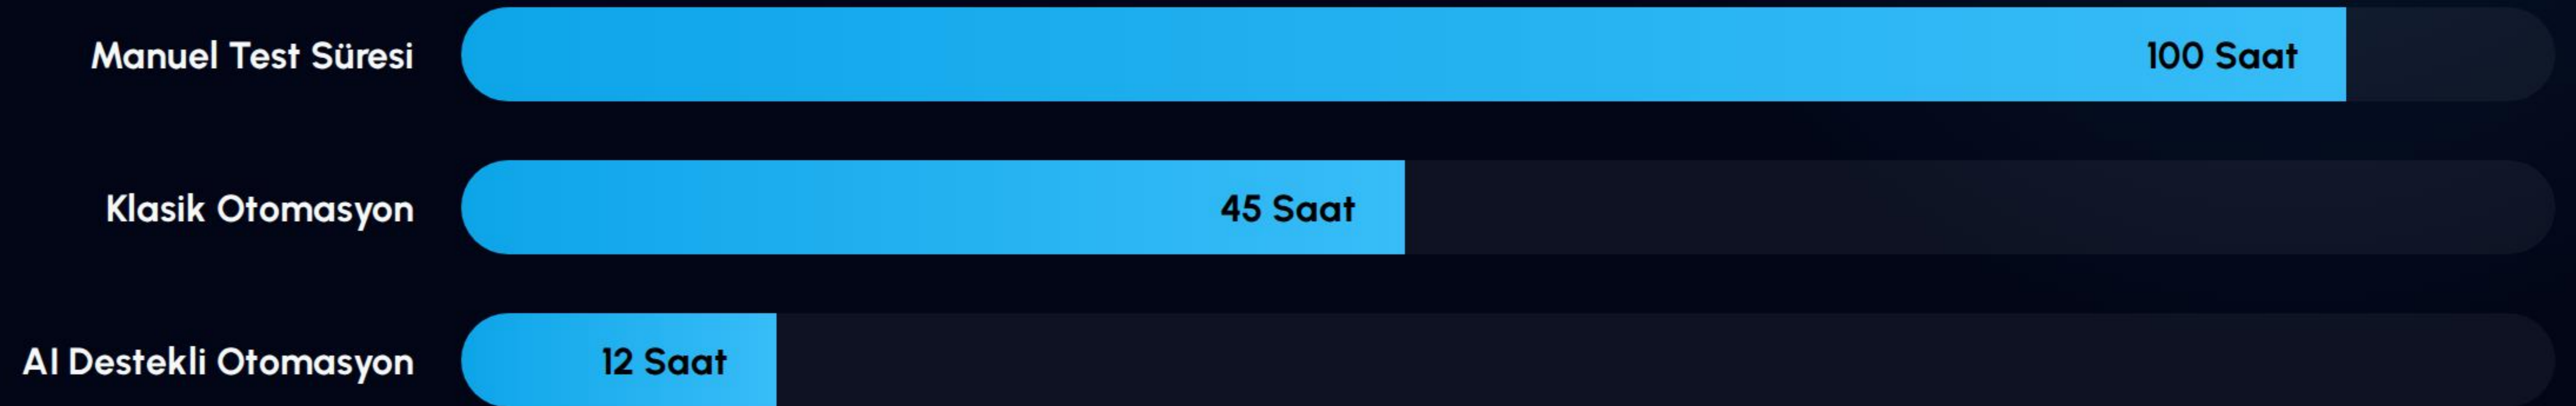 Manuel Test Süresi 100 Saat
Klasik Otomasyon 45 Saat
AI Destekli Otomasyon 12 Saat